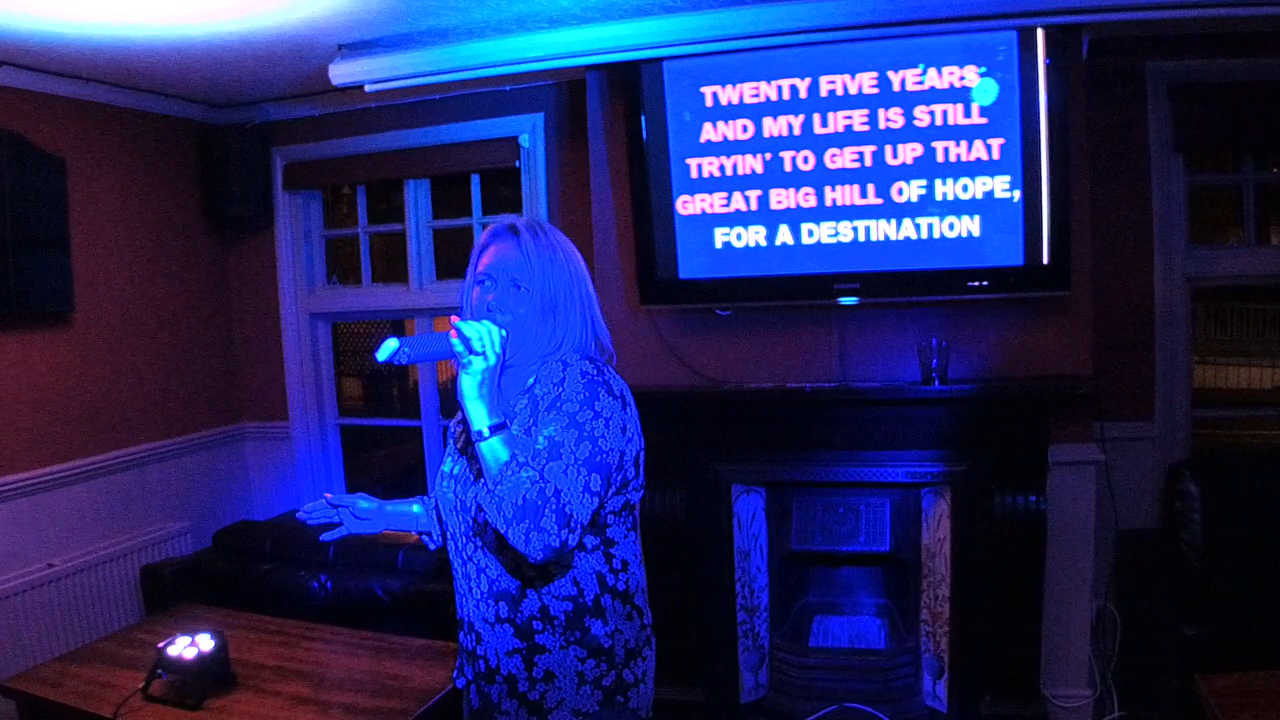 TWENTY FIVE YEARS
AND MY LIFE IS STILL
TRYIN' TO GET UP THAT
GREAT BIG HILL OF HOPE,
FOR A DESTINATION
SAMSUNG